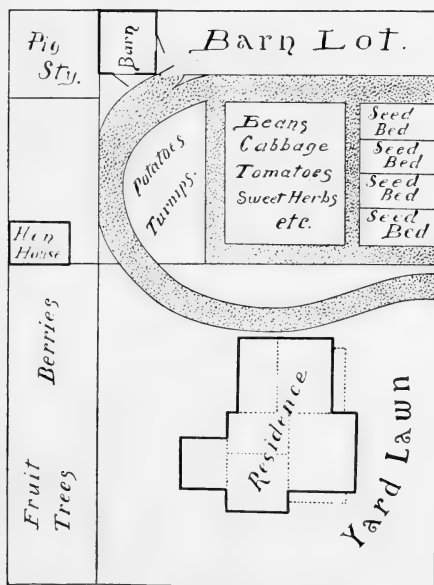 Pig
Sty.
Barn
Barn Lot.
Potatoes
Turnups.
Beans
Cabbage
Tomatoes
Sweet Herbs
etc.
Seed
Bed
Seed
Bed
Seed
Bed
Seed
Bed
Hen
House
Berries
Fruit
Trees
Residence
Yard Lawn